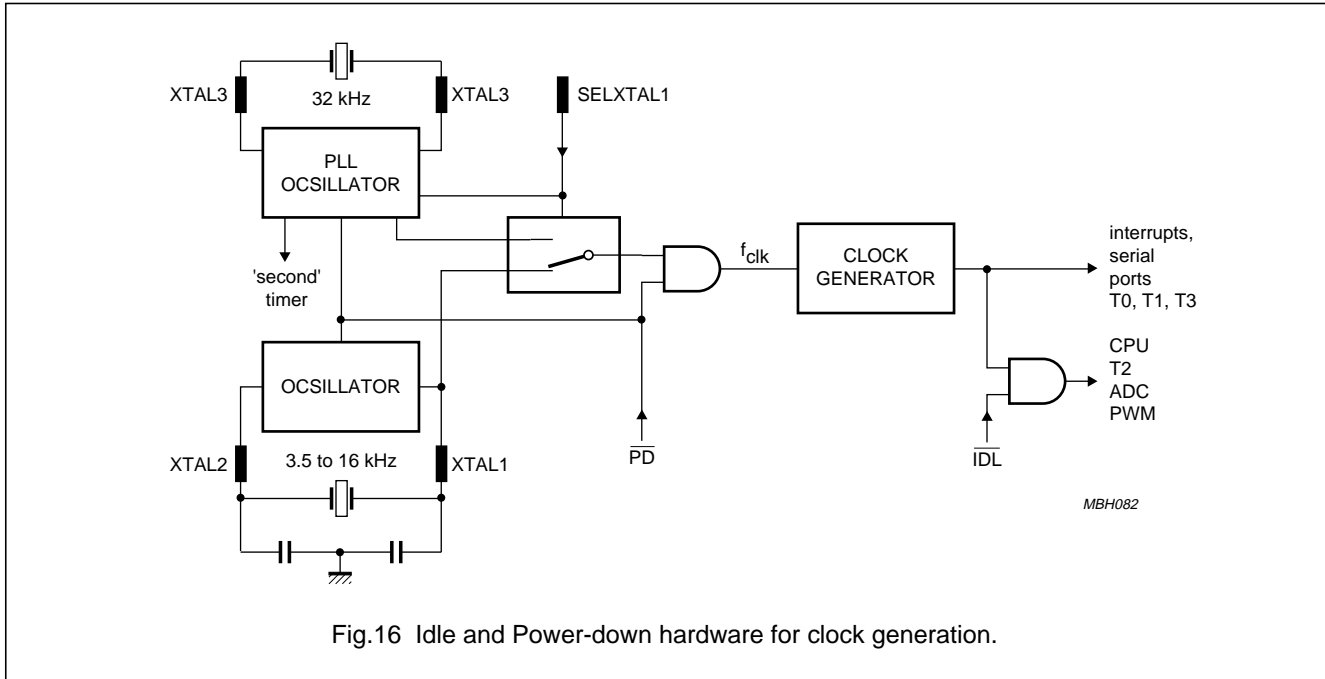 XTAL3
32 kHz
XTAL3
SELXTAL1
PLL
OCSILLATOR
'second'
timer
fclk
CLOCK
GENERATOR
interrupts,
serial
ports
T0, T1, T3
CPU
T2
ADC
PWM
OCSILLATOR
XTAL2
3.5 to 16 kHz
XTAL1
PD
IDL
MBH082
Fig.16 Idle and Power-down hardware for clock generation.